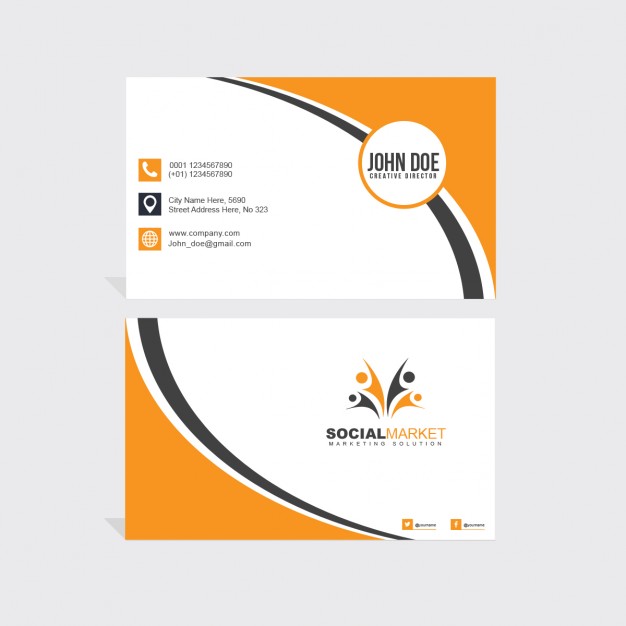 JOHN DOE
CREATIVE DIRECTOR
0001 1234567890
(+01) 1234567890
City Name Here, 5690
Street Address Here, No 323
www.company.com
John_doe@gmail.com
SOCIALMARKET
MARKETING SOLUTION
@yourname
@yourname